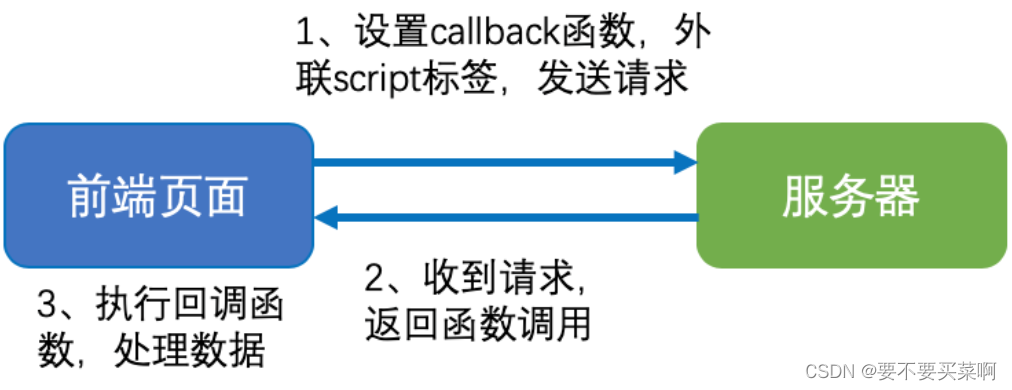 1、设置callback函数，外
联script标签，发送请求
前端页面
服务器
2、收到请求，
返回函数调用
3、执行回调函
数，处理数据
CSDN @要不要买菜啊